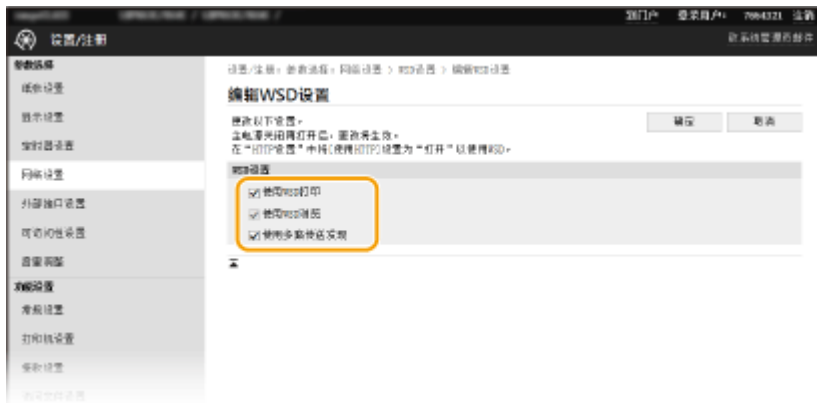 到门户 登录用户: 7654321 注销
设置/注册
致系统管理员邮件
参数选择
纸张设置
显示设置
定时器设置
网络设置
外部接口设置
可访问性设置
音量调整
功能设置
常规设置
打印机设置
接收设置
设置/注册: 参数选择: 网络设置 > WSD设置 > 编辑WSD设置
编辑WSD设置
更改以下设置。
主电源关闭再打开后, 更改将生效。
在“HTTP设置”中将[使用HTTP]设置为“打开”以使用WSD。
确定 取消
WSD设置
使用WSD打印
使用WSD浏览
使用多路传送发现